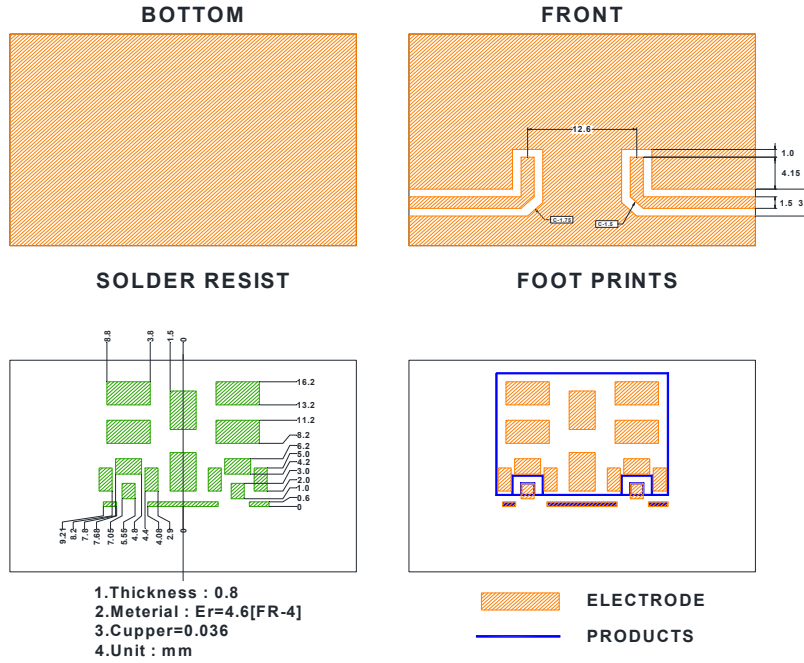 BOTTOM
FRONT
12.6
1.0
4.15
1.5 3
C-1.75
C-1.5
SOLDER RESIST
FOOT PRINTS
8.8
3.8
1.5
0
16.2
13.2
11.2
8.2
6.2
5.0
4.2
3.0
2.0
1.0
0.6
0
9.21
8.2
7.8
7.68
7.05
5.55
4.8
4.4
4.08
2.9
0
1.Thickness : 0.8
2.Meterial : Er=4.6[FR-4]
3.Cupper=0.036
4.Unit : mm
ELECTRODE
PRODUCTS